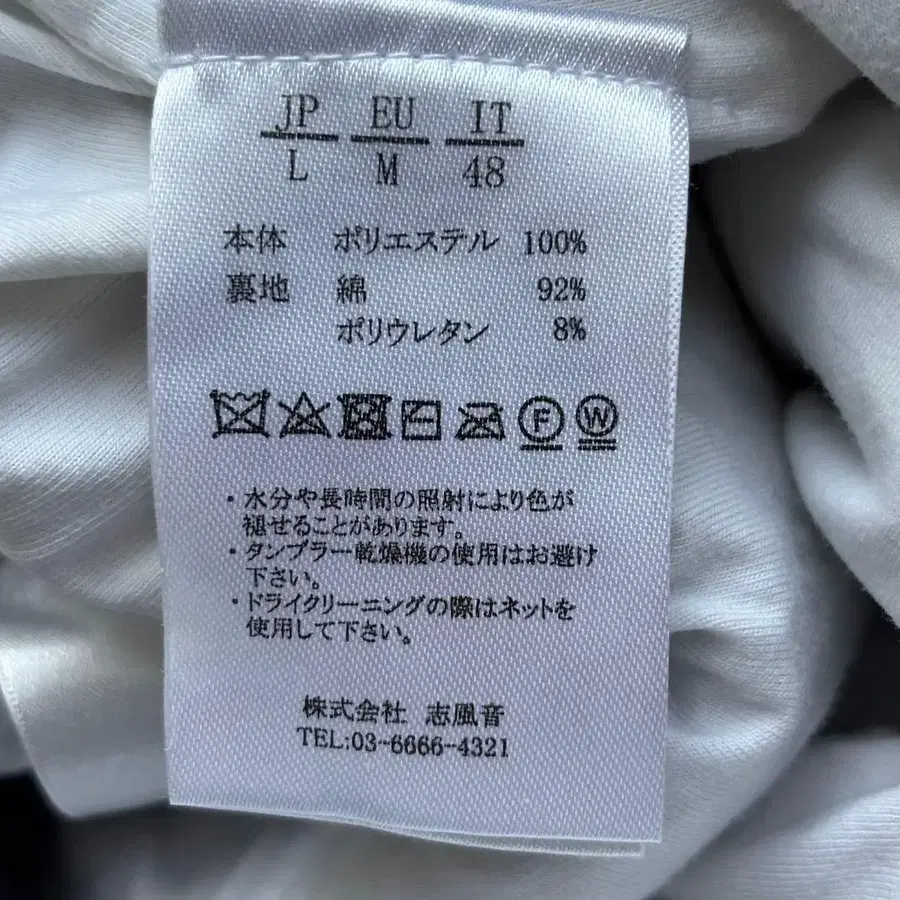 JP EU IT
L M 48
本体 ポリエステル 100%
裏地 綿 92%
ポリウレタン 8%
F W
・水分や長時間の照射により色が
褪せることがあります。
・タンブラー乾燥機の使用はお避け
下さい。
・ドライクリーニングの際はネットを
使用して下さい。
株式会社 志風音
TEL:03-6666-4321